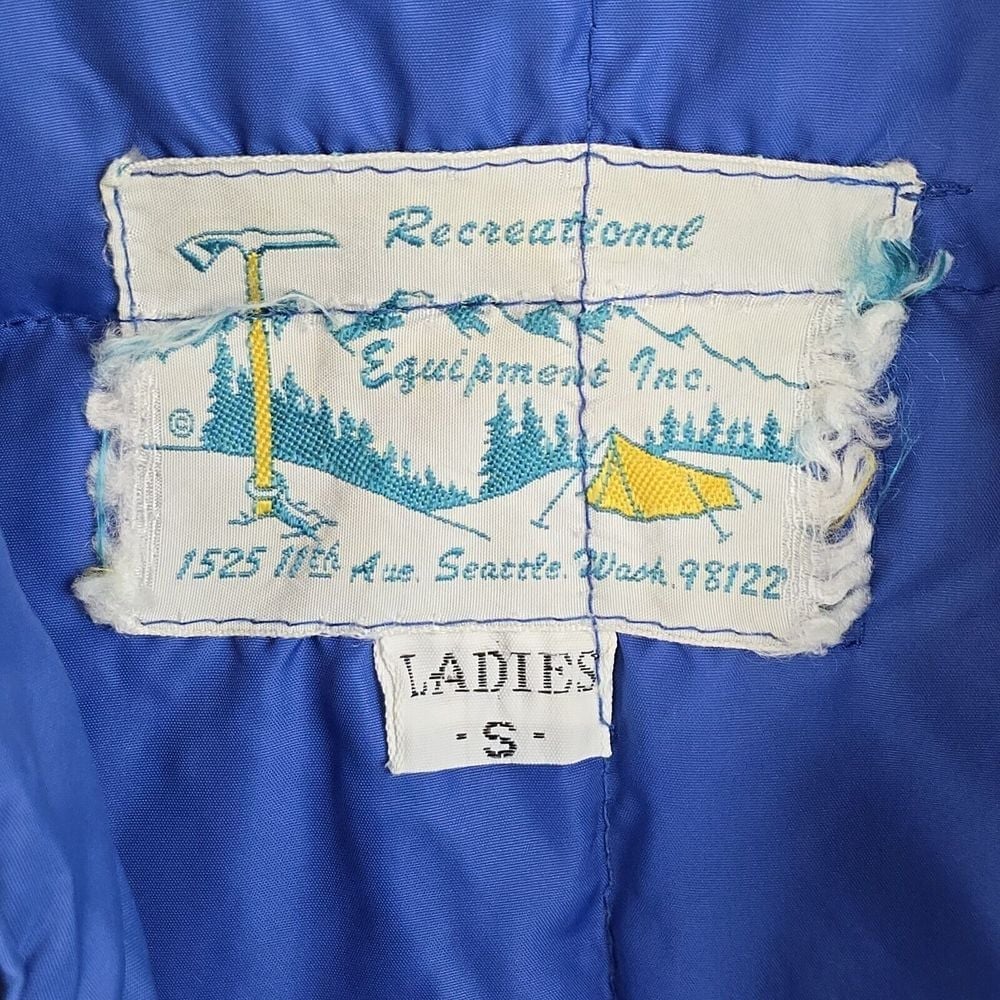 Recreational
Equipment Inc.
©
1525 11th Ave. Seattle. Wash. 98122
LADIES
- S -